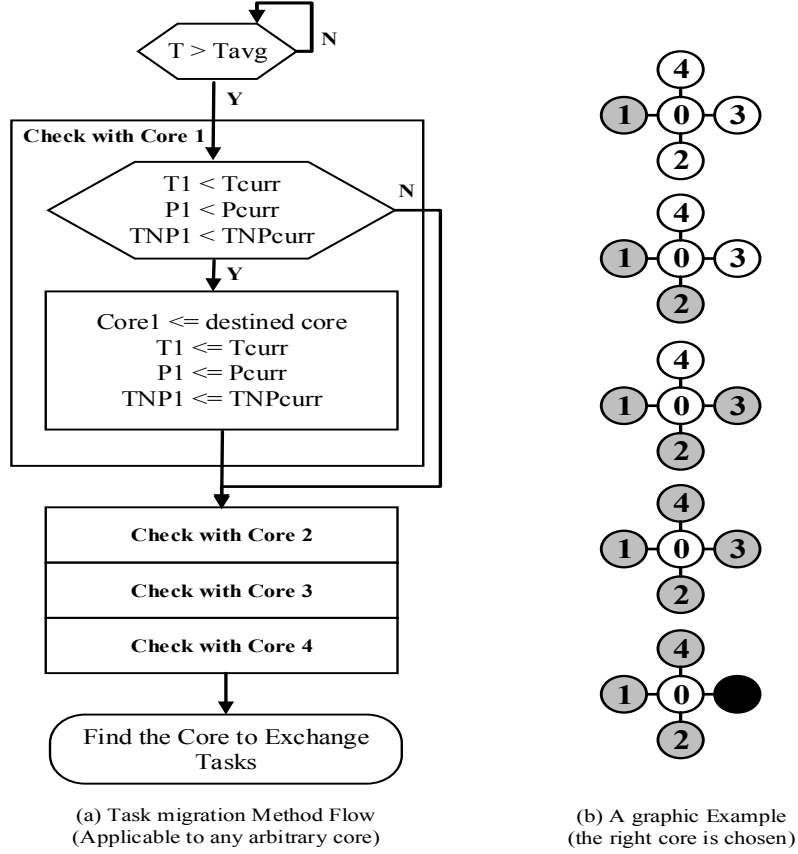 T > Tavg
N
Y
Check with Core 1
T1 < Tcurr
P1 < Pcurr
TNP1 < TNPcurr
N
Y
Core1 <= destined core
T1 <= Tcurr
P1 <= Pcurr
TNP1 <= TNPcurr
Check with Core 2
Check with Core 3
Check with Core 4
Find the Core to Exchange
Tasks
(a) Task migration Method Flow
(Applicable to any arbitrary core)
4
1 0 3
2
4
1 0 3
2
4
1 0 3
2
4
1 0 3
2
4
1 0
2
(b) A graphic Example
(the right core is chosen)